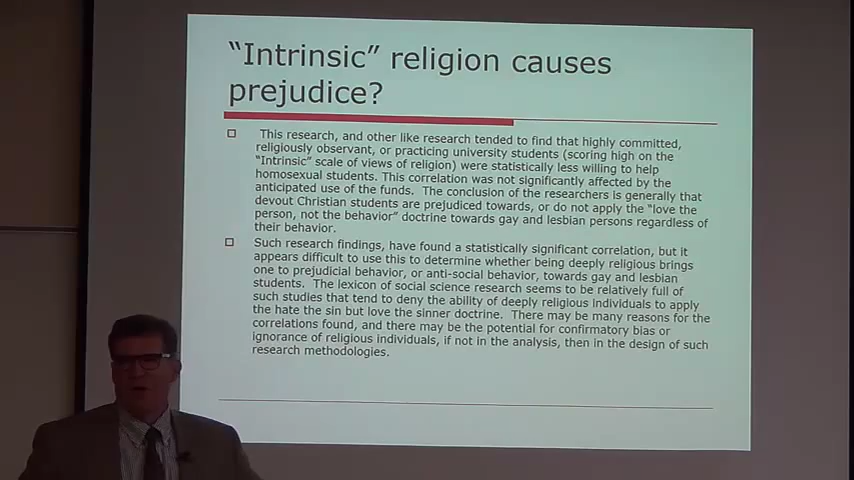 “Intrinsic” religion causes
prejudice?
This research, and other like research tended to find that highly committed,
religiously observant, or practicing university students (scoring high on the
“Intrinsic” scale of views of religion) were statistically less willing to help
homosexual students. This correlation was not significantly affected by the
anticipated use of the funds. The conclusion of the researchers is generally that
devout Christian students are prejudiced towards, or do not apply the “love the
person, not the behavior” doctrine towards gay and lesbian persons regardless of
their behavior.
Such research findings, have found a statistically significant correlation, but it
appears difficult to use this to determine whether being deeply religious brings
one to prejudicial behavior, or anti-social behavior, towards gay and lesbian
students. The lexicon of social science research seems to be relatively full of
such studies that tend to deny the ability of deeply religious individuals to apply
the hate the sin but love the sinner doctrine. There may be many reasons for the
correlations found, and there may be the potential for confirmatory bias or
ignorance of religious individuals, if not in the analysis, then in the design of such
research methodologies.